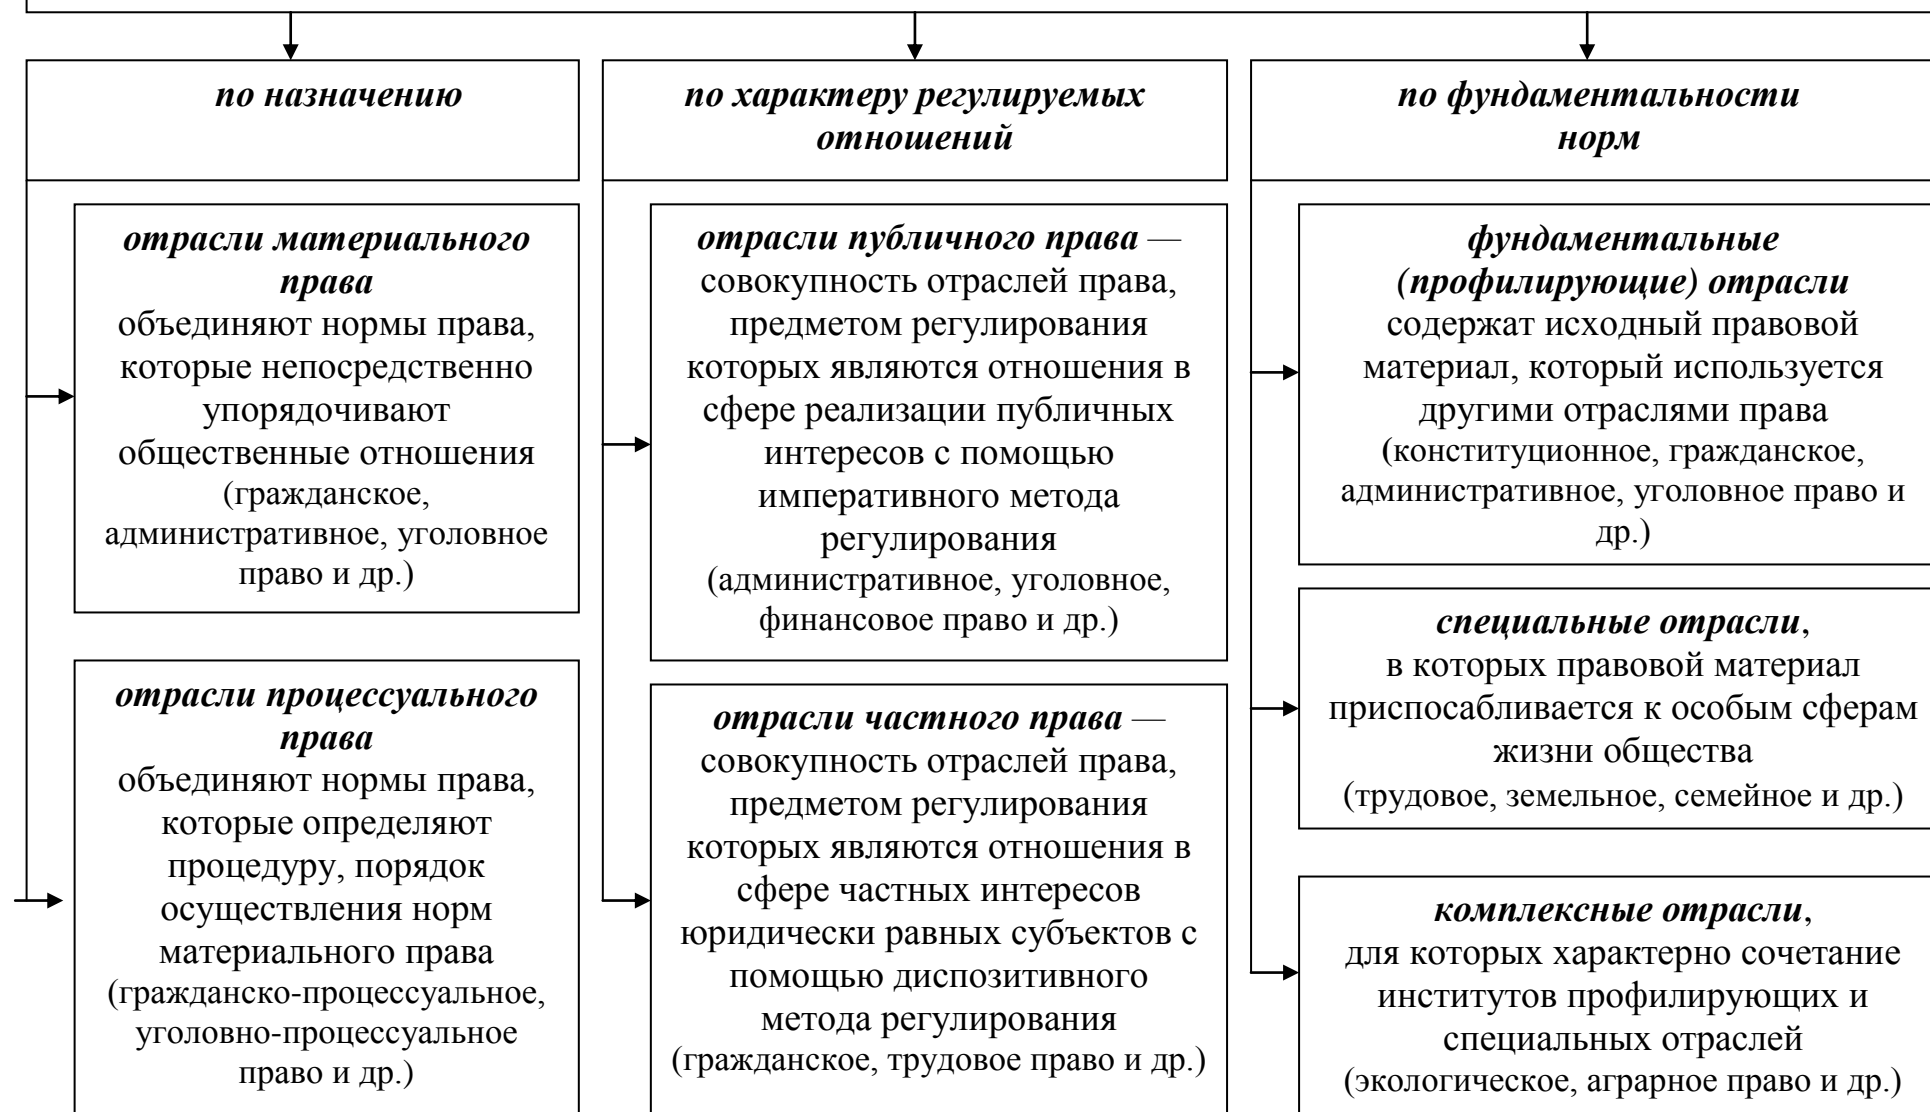 по назначению
отрасли материального
права
объединяют нормы права,
которые непосредственно
упорядочивают
общественные отношения
(гражданское,
административное, уголовное
право и др.)
отрасли процессуального
права
объединяют нормы права,
которые определяют
процедуру, порядок
осуществления норм
материального права
(гражданско-процессуальное,
уголовно-процессуальное
право и др.)
по характеру регулируемых
отношений
отрасли публичного права —
совокупность отраслей права,
предметом регулирования
которых являются отношения в
сфере реализации публичных
интересов с помощью
императивного метода
регулирования
(административное, уголовное,
финансовое право и др.)
отрасли частного права —
совокупность отраслей права,
предметом регулирования
которых являются отношения в
сфере частных интересов
юридически равных субъектов с
помощью диспозитивного
метода регулирования
(гражданское, трудовое право и др.)
по фундаментальности
норм
фундаментальные
(профилирующие) отрасли
содержат исходный правовой
материал, который используется
другими отраслями права
(конституционное, гражданское,
административное, уголовное право и
др.)
специальные отрасли,
в которых правовой материал
приспосабливается к особым сферам
жизни общества
(трудовое, земельное, семейное и др.)
комплексные отрасли,
для которых характерно сочетание
институтов профилирующих и
специальных отраслей
(экологическое, аграрное право и др.)